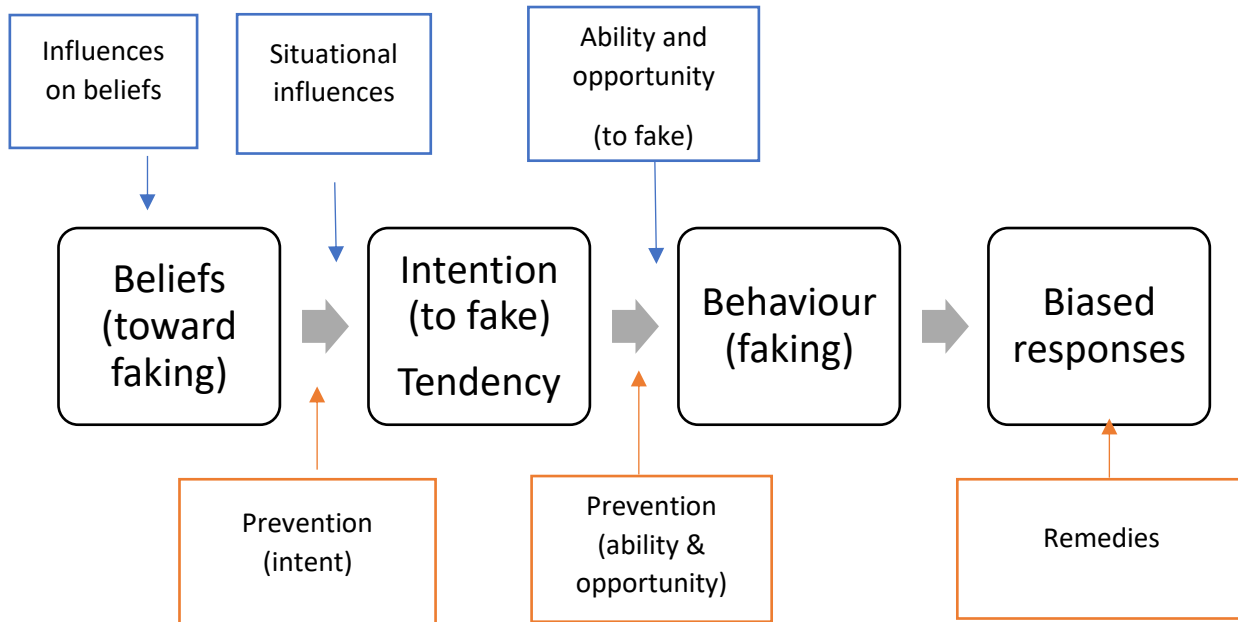 Influences
on beliefs
Situational
influences
Ability and
opportunity
(to fake)
Beliefs
(toward
faking)
Intention
(to fake)
Tendency
Behaviour
(faking)
Biased
responses
Prevention
(intent)
Prevention
(ability &
opportunity)
Remedies